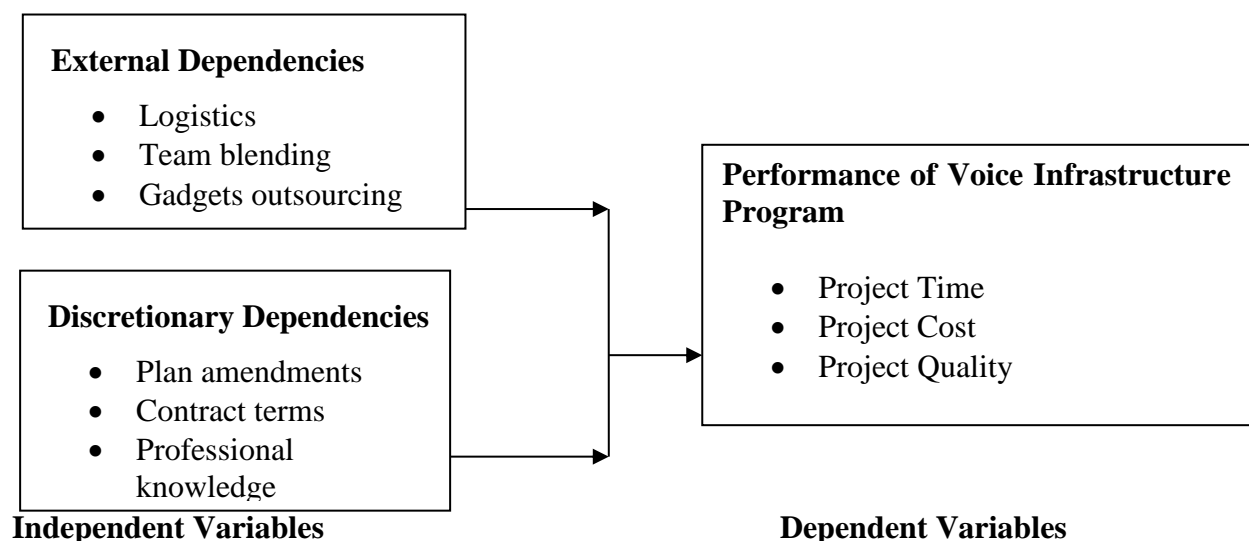 External Dependencies
• Logistics
• Team blending
• Gadgets outsourcing
Discretionary Dependencies
• Plan amendments
• Contract terms
• Professional
knowledge
Independent Variables
Performance of Voice Infrastructure
Program
• Project Time
• Project Cost
• Project Quality
Dependent Variables